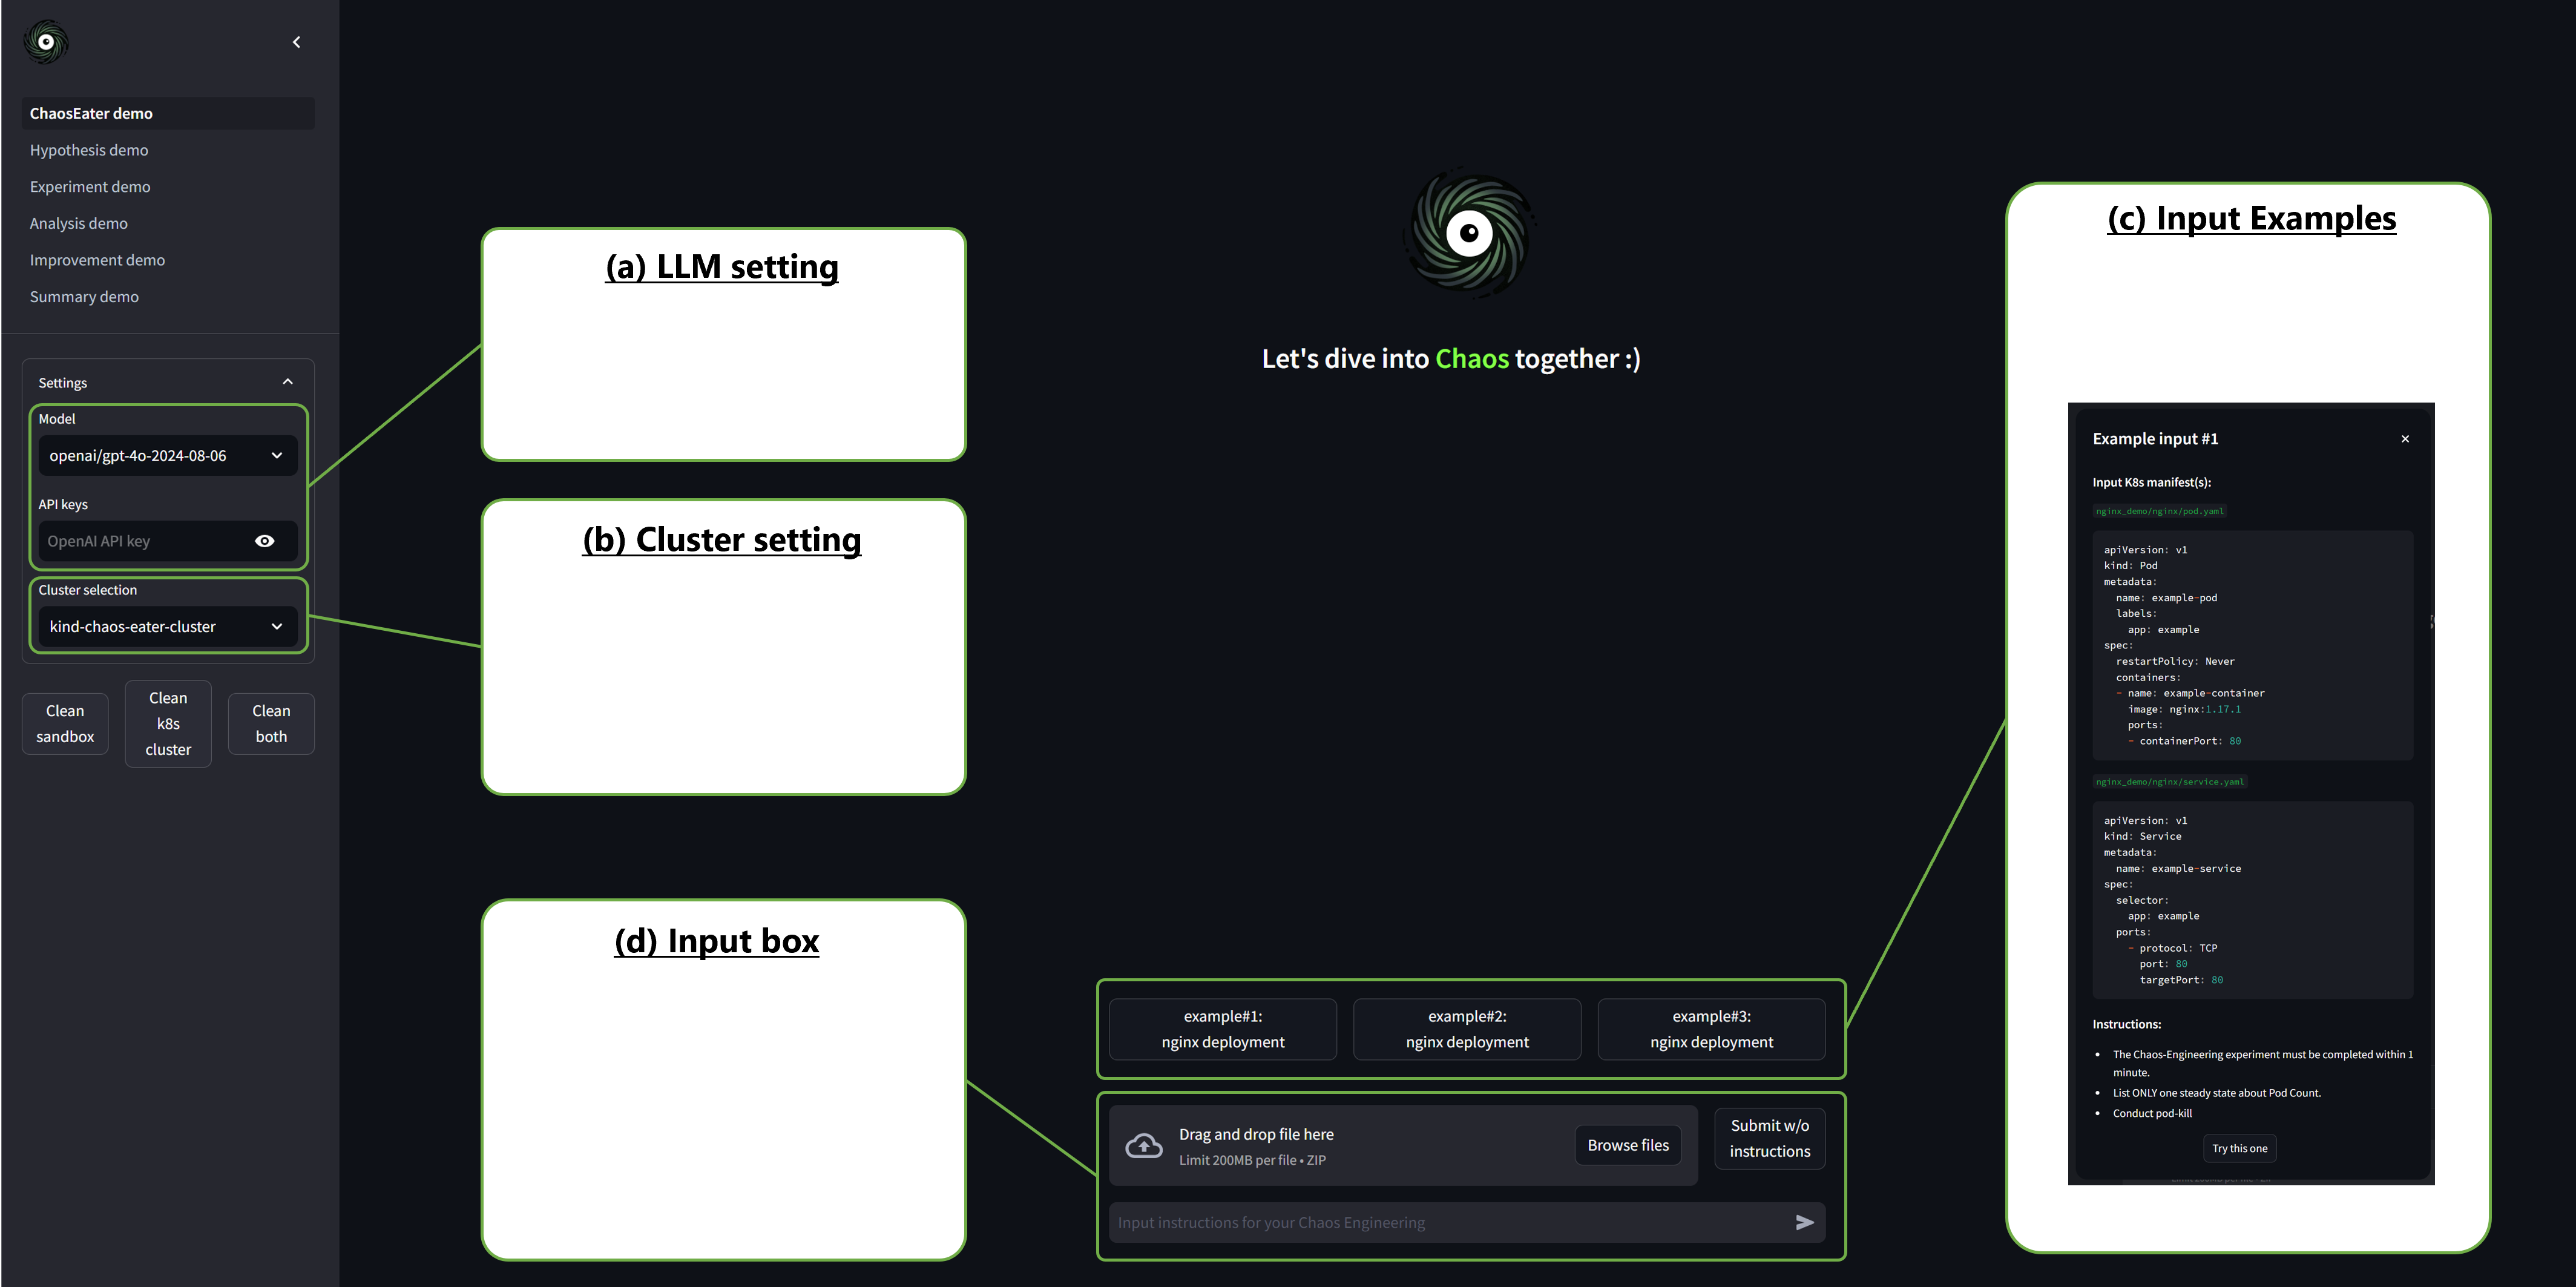 ChaosEater demo
Hypothesis demo
Experiment demo
Analysis demo
Improvement demo
Summary demo
Settings
Model
openai/gpt-4o-2024-08-06
API keys
OpenAI API key
Cluster selection
kind-chaos-eater-cluster
Clean
sandbox
Clean
k8s
cluster
Clean
both
(a) LLM setting
(b) Cluster setting
(d) Input box
Let's dive into Chaos together :)
example#1:
nginx deployment
example#2:
nginx deployment
example#3:
nginx deployment
Drag and drop file here
Limit 200MB per file • ZIP
Browse files
Submit w/o
instructions
Input instructions for your Chaos Engineering
(c) Input Examples
Example input #1
Input K8s manifest(s):
nginx_demo/nginx/pod.yaml
apiVersion: v1
kind: Pod
metadata:
  name: example-pod
  labels:
    app: example
spec:
  restartPolicy: Never
  containers:
  - name: example-container
    image: nginx:1.17.1
    ports:
    - containerPort: 80
nginx_demo/nginx/service.yaml
apiVersion: v1
kind: Service
metadata:
  name: example-service
spec:
  selector:
    app: example
  ports:
    - protocol: TCP
      port: 80
      targetPort: 80
Instructions:
• The Chaos-Engineering experiment must be completed within 1
minute.
• List ONLY one steady state about Pod Count.
• Conduct pod-kill
Try this one